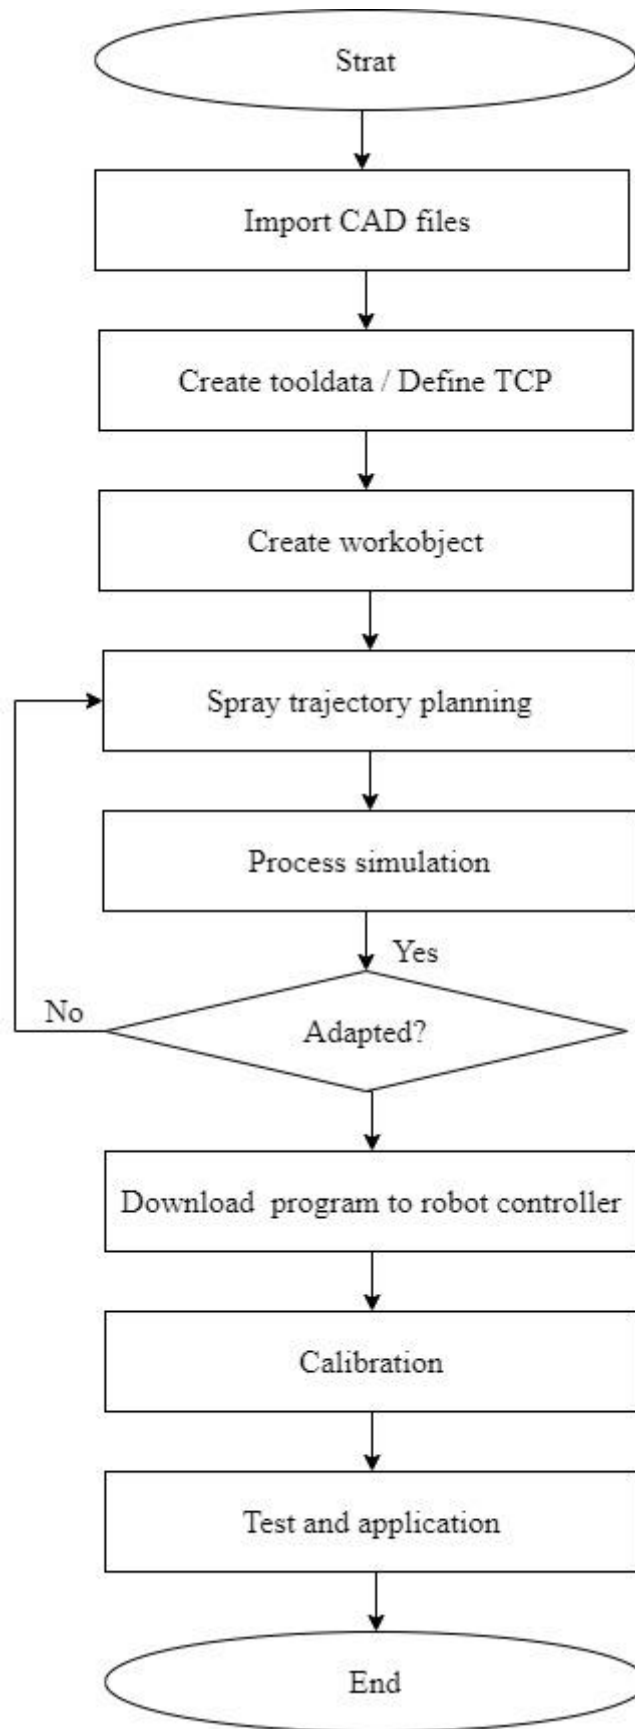 Strat
Import CAD files
Create tooldata / Define TCP
Create workobject
Spray trajectory planning
Process simulation
Yes
No
Adapted?
Download program to robot controller
Calibration
Test and application
End